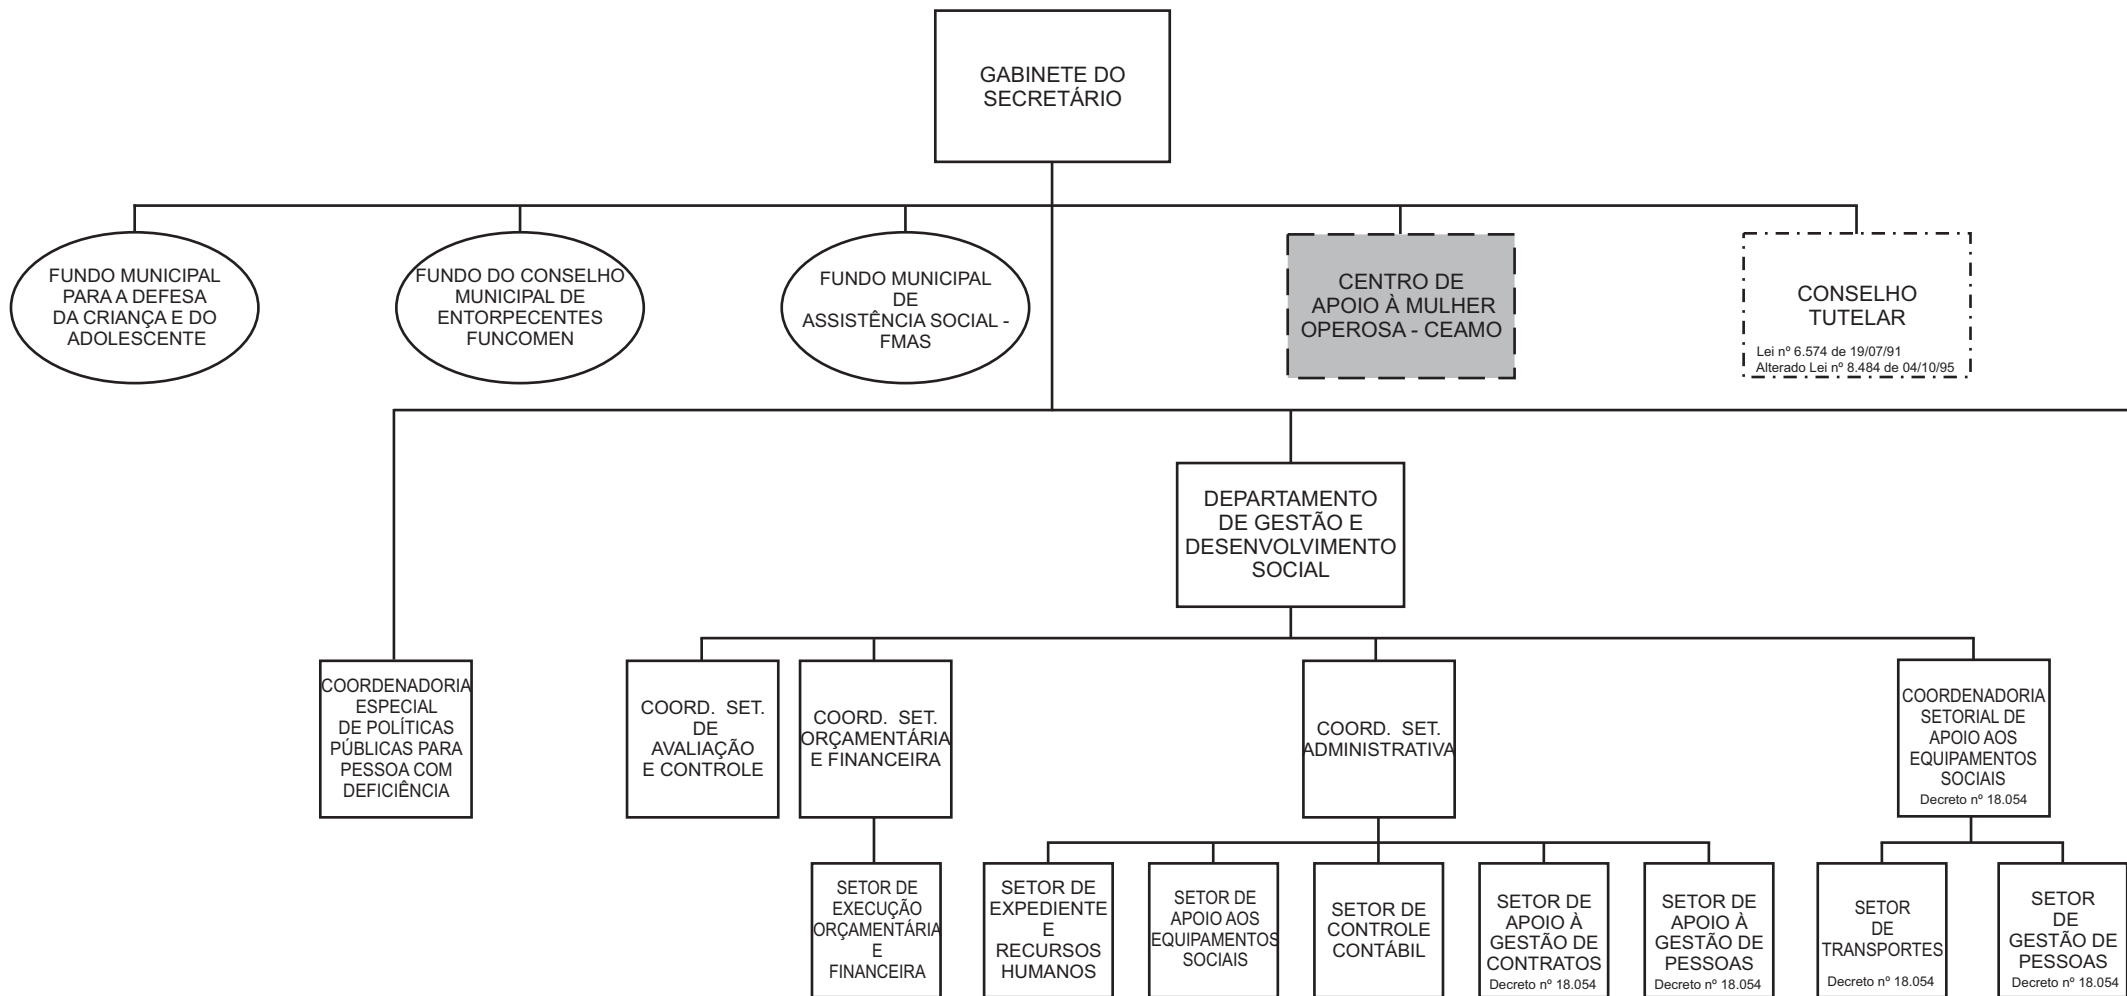 GABINETE DO
SECRETÁRIO
FUNDO MUNICIPAL
PARA A DEFESA
DA CRIANÇA E DO
ADOLESCENTE
FUNDO DO CONSELHO
MUNICIPAL DE
ENTORPECENTES
FUNCOMEN
FUNDO MUNICIPAL
DE
ASSISTÊNCIA SOCIAL -
FMAS
CENTRO DE
APOIO À MULHER
OPEROSA - CEAMO
CONSELHO
TUTELAR
Lei nº 6.574 de 19/07/91
Alterado Lei nº 8.484 de 04/10/95
DEPARTAMENTO
DE GESTÃO E
DESENVOLVIMENTO
SOCIAL
COORDENADORIA
ESPECIAL
DE POLÍTICAS
PÚBLICAS PARA
PESSOA COM
DEFICIÊNCIA
COORD. SET.
DE
AVALIAÇÃO
E CONTROLE
COORD. SET.
ORÇAMENTÁRIA
E FINANCEIRA
COORD. SET.
ADMINISTRATIVA
COORDENADORIA
SETORIAL DE
APOIO AOS
EQUIPAMENTOS
SOCIAIS
Decreto nº 18.054
SETOR DE
EXECUÇÃO
ORÇAMENTÁRIA
E
FINANCEIRA
SETOR DE
EXPEDIENTE
E
RECURSOS
HUMANOS
SETOR DE
APOIO AOS
EQUIPAMENTOS
SOCIAIS
SETOR DE
CONTROLE
CONTÁBIL
SETOR DE
APOIO À
GESTÃO DE
CONTRATOS
Decreto nº 18.054
SETOR DE
APOIO À
GESTÃO DE
PESSOAS
Decreto nº 18.054
SETOR
DE
TRANSPORTES
Decreto nº 18.054
SETOR
DE
GESTÃO DE
PESSOAS
Decreto nº 18.054